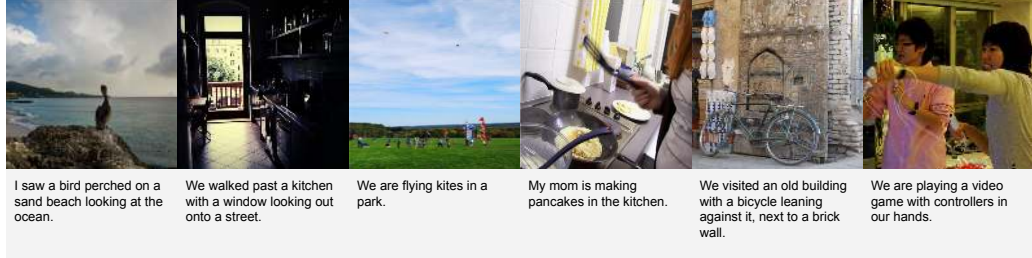 I saw a bird perched on a
sand beach looking at the
ocean.
We walked past a kitchen
with a window looking out
onto a street.
We are flying kites in a
park.
My mom is making
pancakes in the kitchen.
We visited an old building
with a bicycle leaning
against it, next to a brick
wall.
We are playing a video
game with controllers in
our hands.